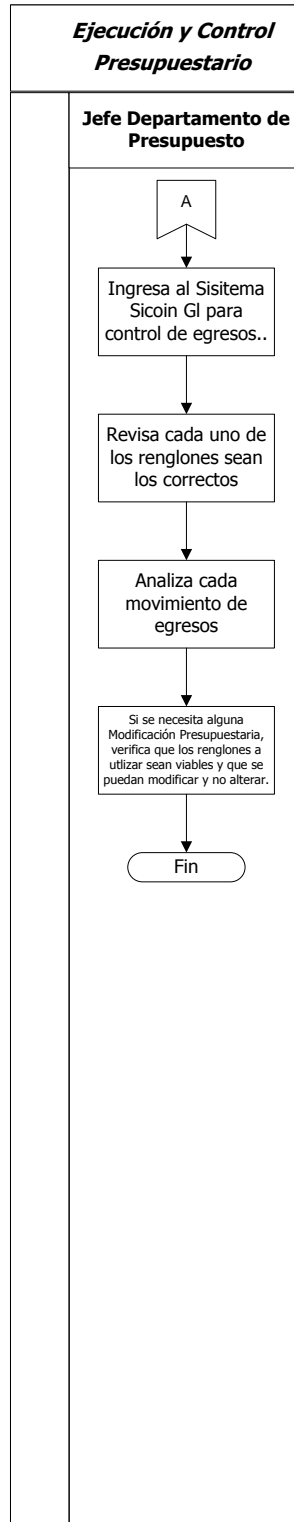 Ejecución y Control
Presupuestario
Jefe Departamento de
Presupuesto
A
Ingresa al Sisitema
Sicoin Gl para
control de egresos..
Revisa cada uno de
los renglones sean
los correctos
Analiza cada
movimiento de
egresos
Si se necesita alguna
Modificación Presupuestaria,
verifica que los renglones a
utlizar sean viables y que se
puedan modificar y no alterar.
Fin